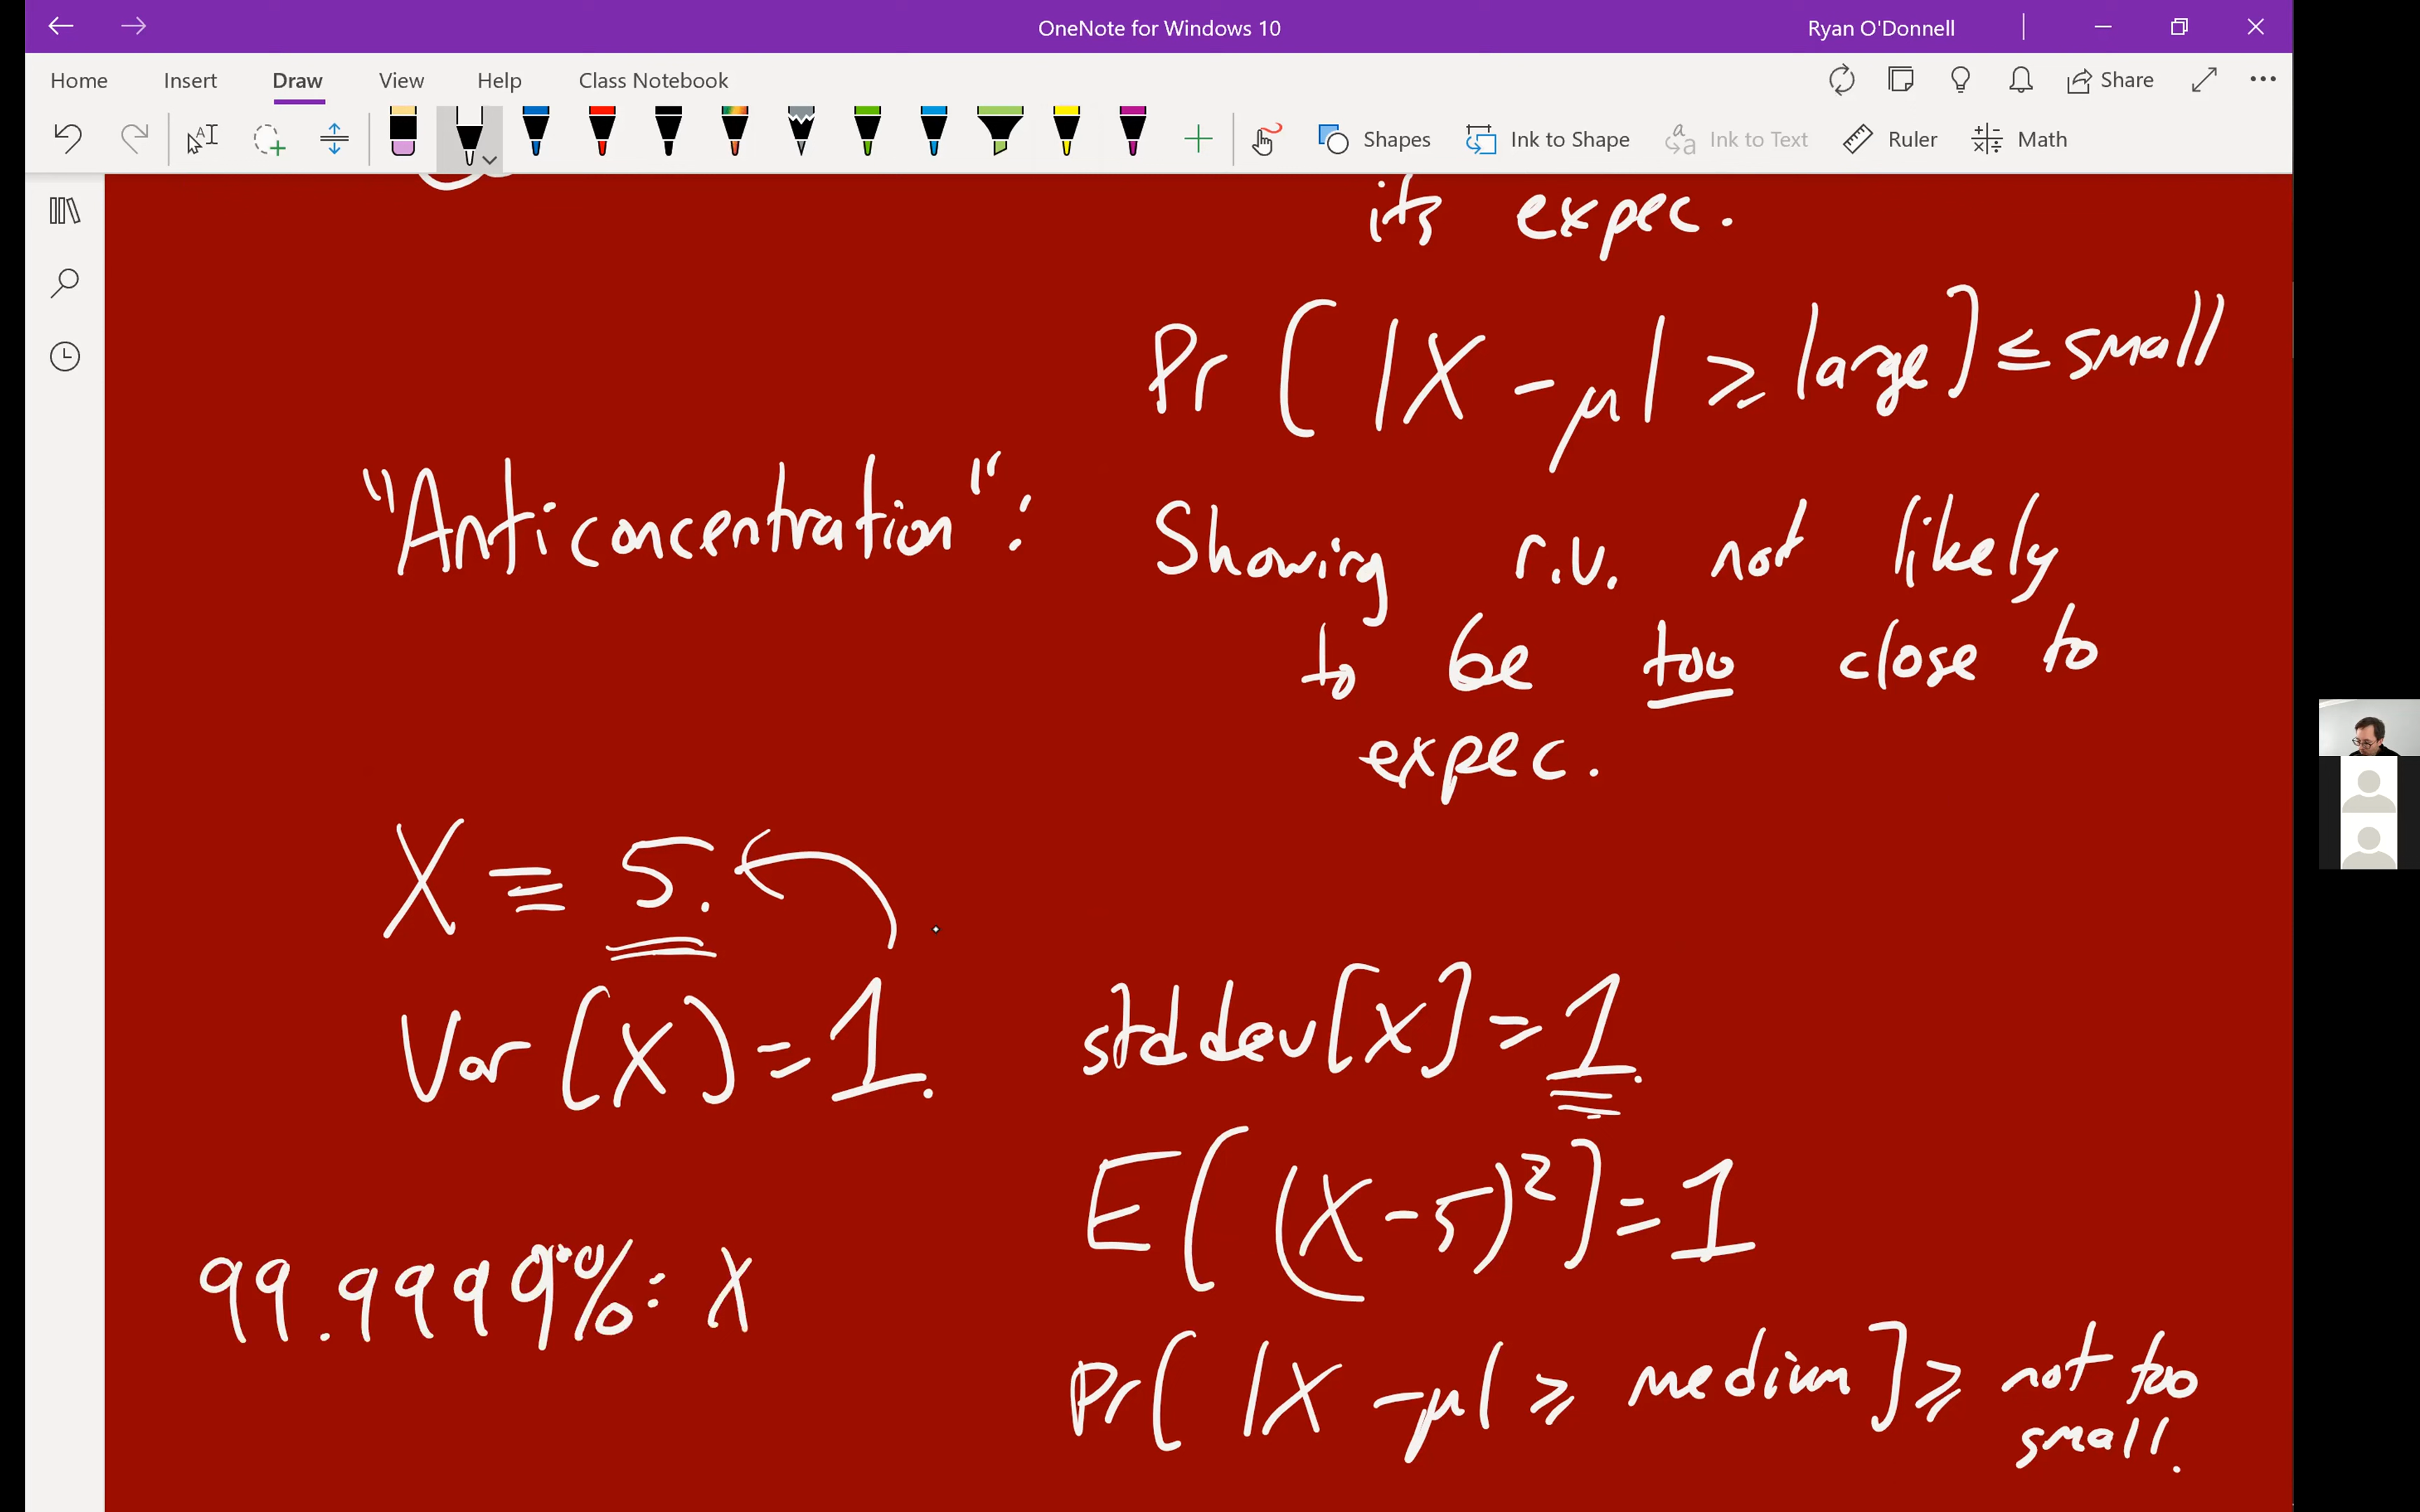 OneNote for Windows 10
Ryan O'Donnell
Home Insert Draw View Help Class Notebook
Share
Shapes Ink to Shape Ink to Text Ruler Math
its expec.
Pr [ |X - μ| ≥ large ] ≤ small
"Anticoncentration":
Showing r.v. not likely
to be too close to
expec.
X ≡ 5.
Var [X] = 1.
stddev [X] = 1.
E[ (X-5)² ] = 1
99.9999%: X
Pr[ |X - μ| ≥ medium ] ≥ not too
small.